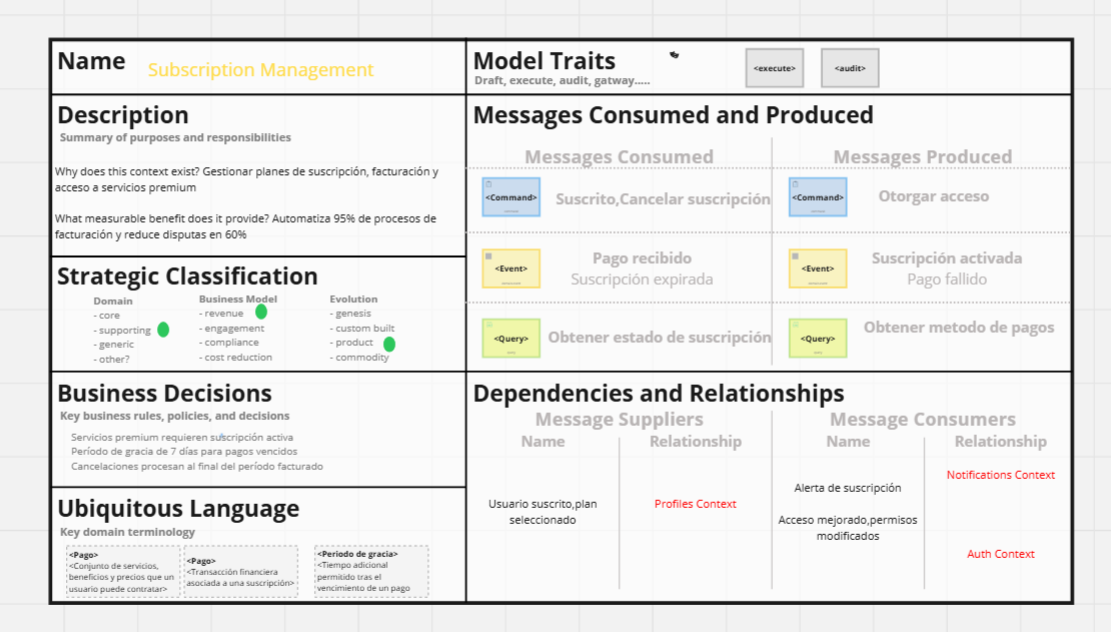 Name
Subscription Management
Model Traits
Draft, execute, audit, gatway.....
<execute>
<audit>
Description
Summary of purposes and responsibilities
Why does this context exist? Gestionar planes de suscripción, facturación y
acceso a servicios premium
What measurable benefit does it provide? Automatiza 95% de procesos de
facturación y reduce disputas en 60%
Messages Consumed and Produced
Messages Consumed
Messages Produced
<Command>
Suscrito,Cancelar suscripción
<Command>
Otorgar acceso
<Event>
Pago recibido
Suscripción expirada
<Event>
Suscripción activada
Pago fallido
<Query>
Obtener estado de suscripción
<Query>
Obtener metodo de pagos
Strategic Classification
Domain
- core
- supporting
- generic
- other?
Business Model
- revenue
- engagement
- compliance
- cost reduction
Evolution
- genesis
- custom built
- product
- commodity
Business Decisions
Key business rules, policies, and decisions
Servicios premium requieren suscripción activa
Período de gracia de 7 días para pagos vencidos
Cancelaciones procesan al final del período facturado
Dependencies and Relationships
Message Suppliers
Name
Relationship
Usuario suscrito,plan
seleccionado
Profiles Context
Message Consumers
Name
Relationship
Alerta de suscripción
Notifications Context
Acceso mejorado,permisos
modificados
Auth Context
Ubiquitous Language
Key domain terminology
<Pago>
<Conjunto de servicios,
beneficios y precios que un
usuario puede contratar>
<Pago>
<Transacción financiera
asociada a una suscripción>
<Periodo de gracia>
<Tiempo adicional
permitido tras el
vencimiento de un pago